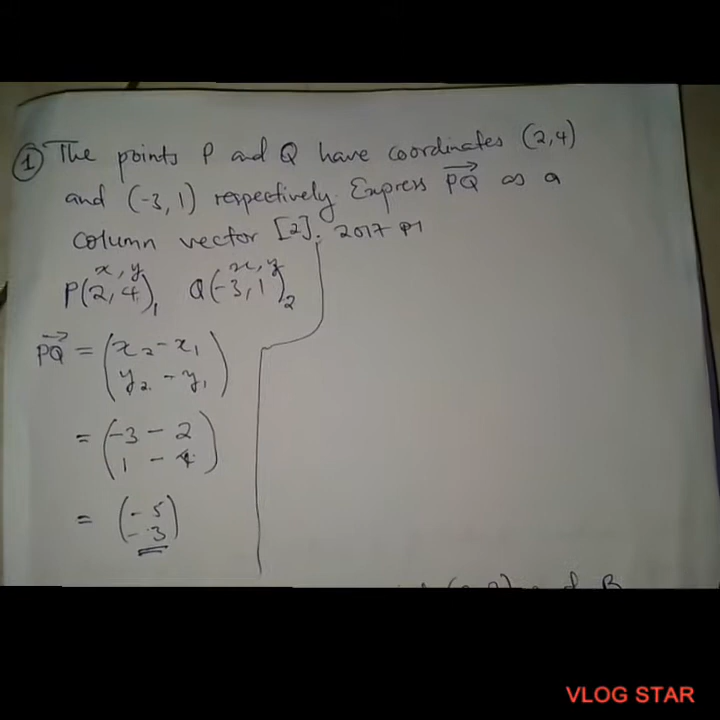 ① The points P and Q have coordinates (2,4)
and (-3,1) respectively. Express PQ→ as a
column vector [2]. 2017 P1
x, y x, y
P(2,4)₁ Q(-3,1)₂
PQ→ = (x₂ - x₁
y₂ - y₁)
= (-3 - 2
1 - 4)
= (-5
-3)
and B
VLOG STAR